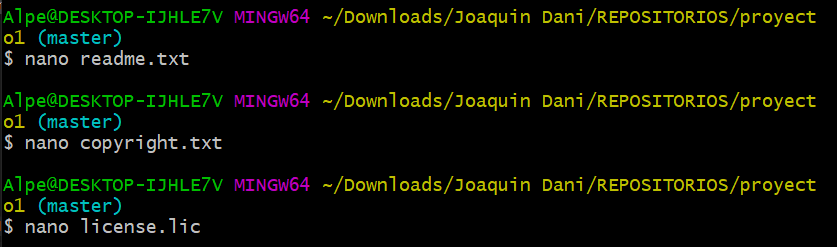 Alpe@DESKTOP-IJHLE7V MINGW64 ~/Downloads/Joaquin Dani/REPOSITORIOS/proyect
o1 (master)
$ nano readme.txt
Alpe@DESKTOP-IJHLE7V MINGW64 ~/Downloads/Joaquin Dani/REPOSITORIOS/proyect
o1 (master)
$ nano copyright.txt
Alpe@DESKTOP-IJHLE7V MINGW64 ~/Downloads/Joaquin Dani/REPOSITORIOS/proyect
o1 (master)
$ nano license.lic